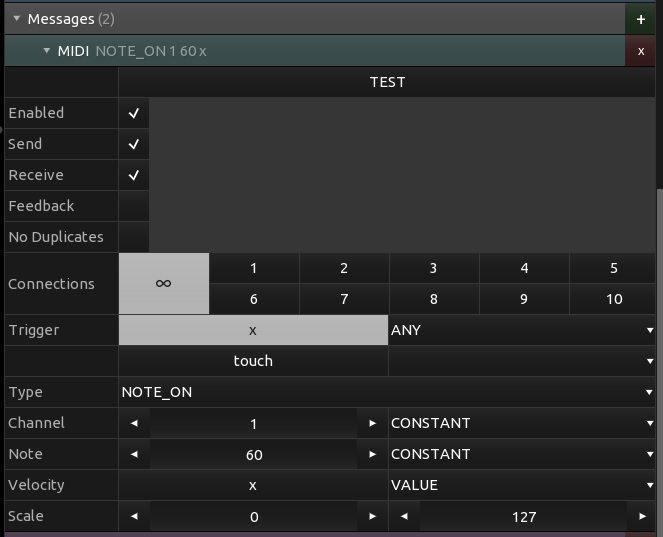 Messages (2) +
MIDI NOTE_ON 1 60 x x
TEST
Enabled ✓
Send ✓
Receive ✓
Feedback
No Duplicates
Connections ∞ 1 2 3 4 5
6 7 8 9 10
Trigger x ANY
touch
Type NOTE_ON
Channel 1 CONSTANT
Note 60 CONSTANT
Velocity x VALUE
Scale 0 127